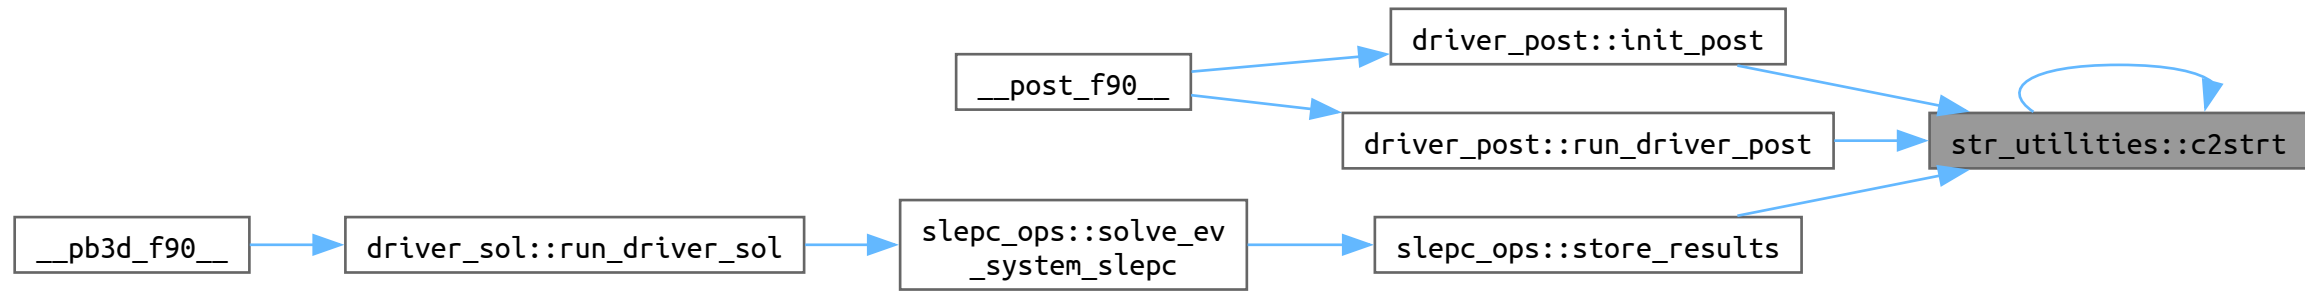 driver_post::init_post
__post_f90__
driver_post::run_driver_post
str_utilities::c2strt
__pb3d_f90__
driver_sol::run_driver_sol
slepc_ops::solve_ev
_system_slepc
slepc_ops::store_results